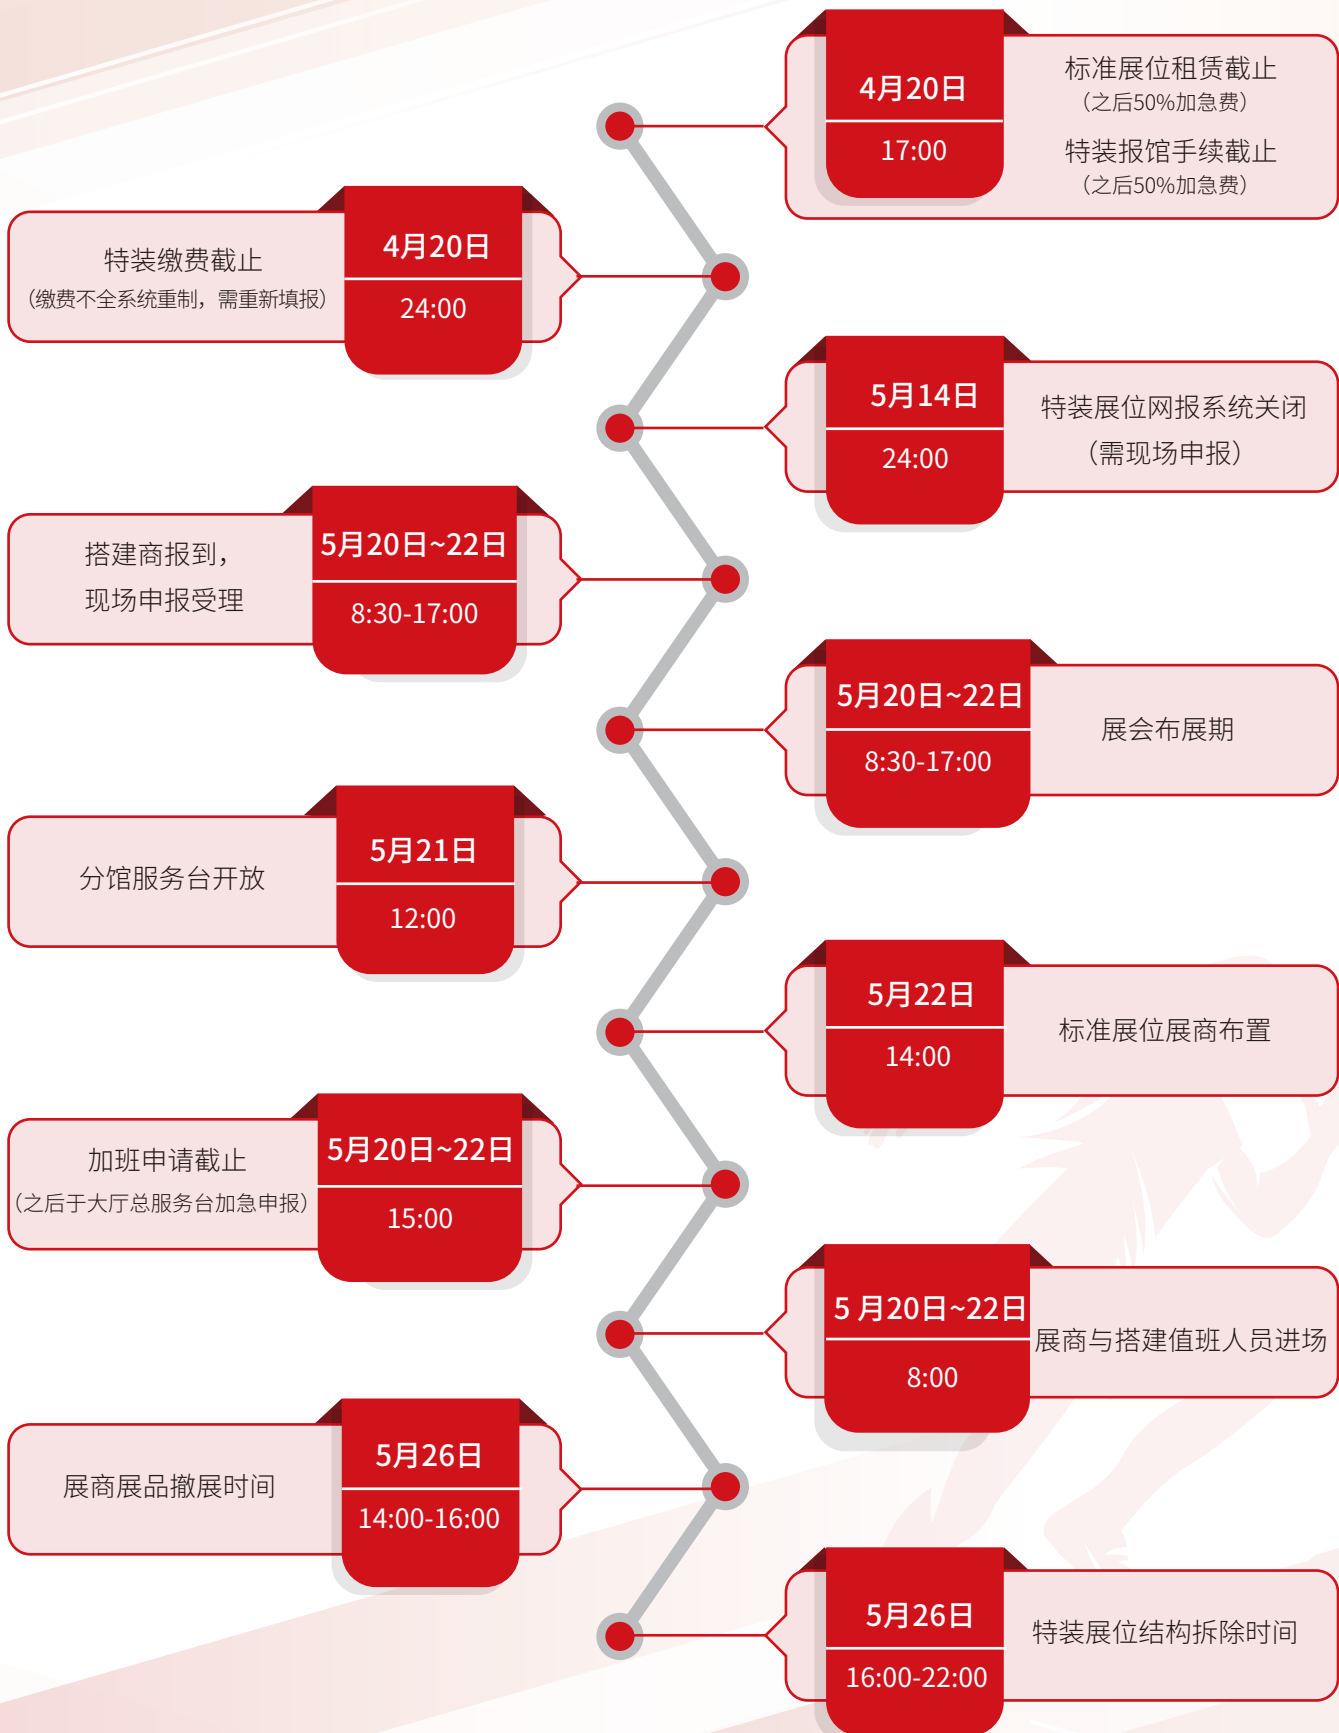 4月20日
17:00
标准展位租赁截止
（之后50%加急费）
特装报馆手续截止
（之后50%加急费）
特装缴费截止
（缴费不全系统重制，需重新填报）
4月20日
24:00
5月14日
24:00
特装展位网报系统关闭
（需现场申报）
搭建商报到，
现场申报受理
5月20日~22日
8:30-17:00
5月20日~22日
8:30-17:00
展会布展期
分馆服务台开放
5月21日
12:00
5月22日
14:00
标准展位展商布置
加班申请截止
（之后于大厅总服务台加急申报）
5月20日~22日
15:00
5 月20日~22日
8:00
展商与搭建值班人员进场
展商展品撤展时间
5月26日
14:00-16:00
5月26日
16:00-22:00
特装展位结构拆除时间